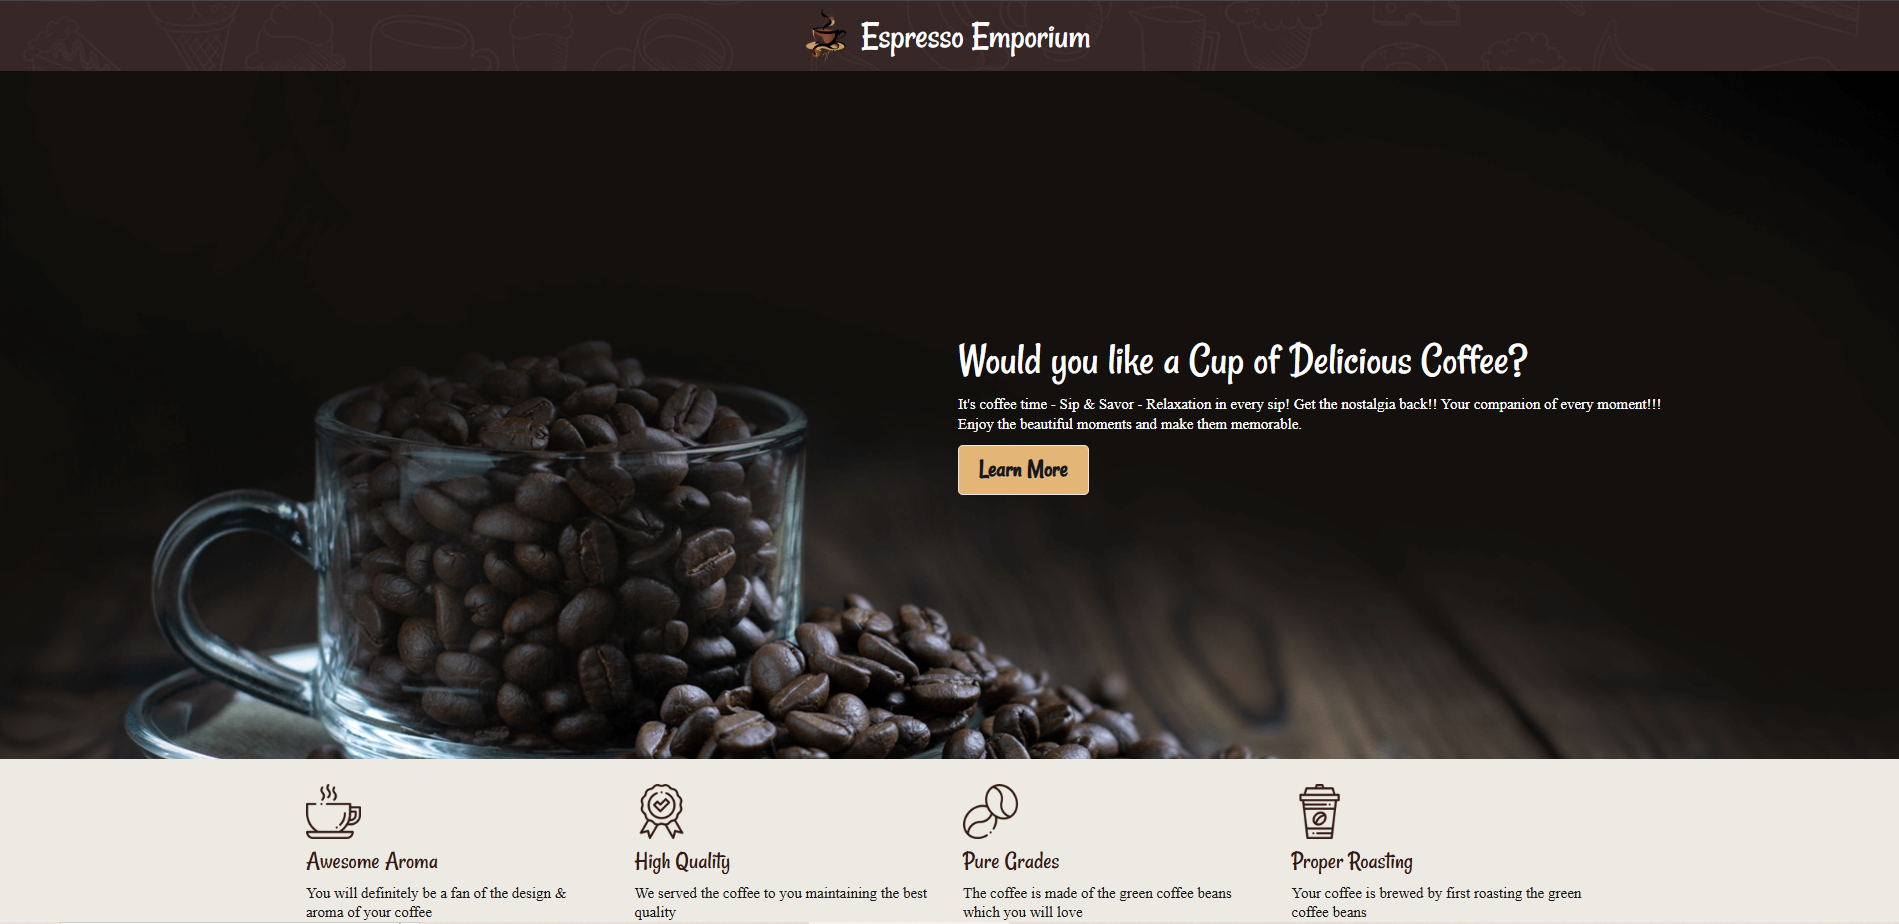 Espresso Emporium
Would you like a Cup of Delicious Coffee?
It's coffee time - Sip & Savor - Relaxation in every sip! Get the nostalgia back!! Your companion of every moment!!!
Enjoy the beautiful moments and make them memorable.
Learn More
Awesome Aroma
You will definitely be a fan of the design &
aroma of your coffee
High Quality
We served the coffee to you maintaining the best
quality
Pure Grades
The coffee is made of the green coffee beans
which you will love
Proper Roasting
Your coffee is brewed by first roasting the green
coffee beans